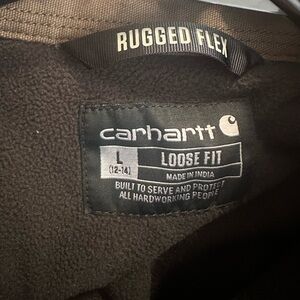 RUGGED FLEX
carhartt
L
(12-14)
LOOSE FIT
MADE IN INDIA
BUILT TO SERVE AND PROTECT
ALL HARDWORKING PEOPLE